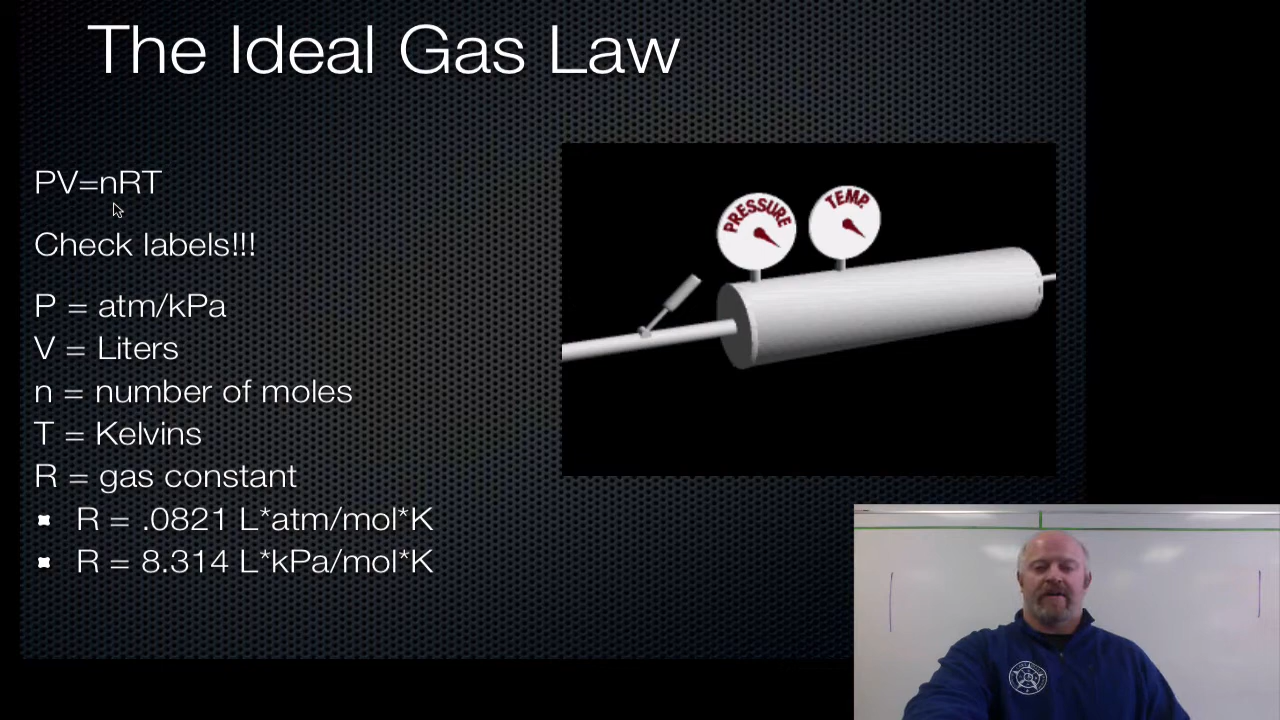 The Ideal Gas Law
PV=nRT
Check labels!!!
P = atm/kPa
V = Liters
n = number of moles
T = Kelvins
R = gas constant
R = .0821 L*atm/mol*K
R = 8.314 L*kPa/mol*K
PRESSURE
TEMP.